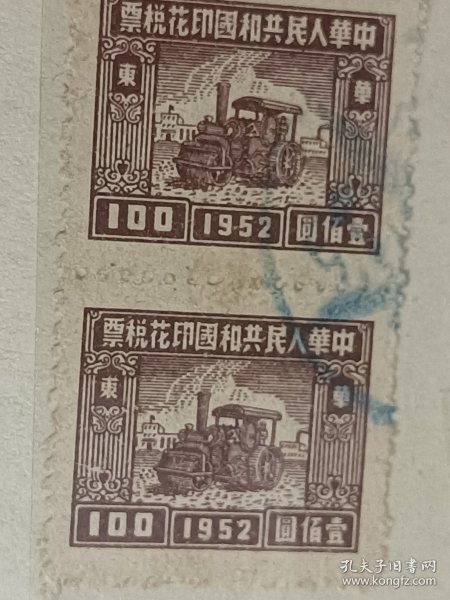 中華人民共和國印花税票
華東
100 1952 壹佰圓
中華人民共和國印花税票
華東
100 1952 壹佰圓
孔夫子旧书网
www.kongfz.com